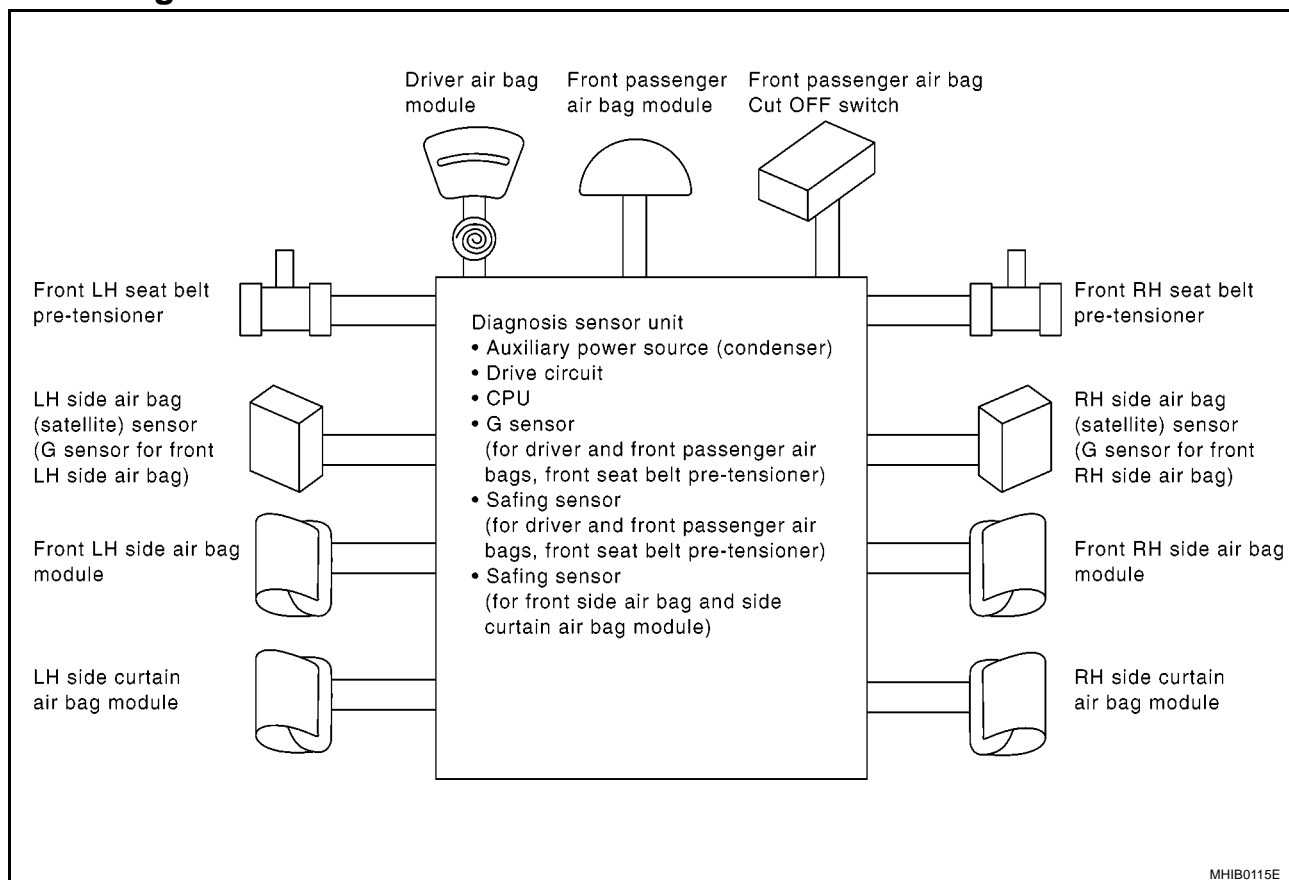 Driver air bag
module
Front passenger
air bag module
Front passenger air bag
Cut OFF switch
Front LH seat belt
pre-tensioner
LH side air bag
(satellite) sensor
(G sensor for front
LH side air bag)
Front LH side air bag
module
LH side curtain
air bag module
Diagnosis sensor unit
• Auxiliary power source (condenser)
• Drive circuit
• CPU
• G sensor
(for driver and front passenger air
bags, front seat belt pre-tensioner)
• Safing sensor
(for driver and front passenger air
bags, front seat belt pre-tensioner)
• Safing sensor
(for front side air bag and side
curtain air bag module)
Front RH seat belt
pre-tensioner
RH side air bag
(satellite) sensor
(G sensor for front
RH side air bag)
Front RH side air bag
module
RH side curtain
air bag module
MHIB0115E